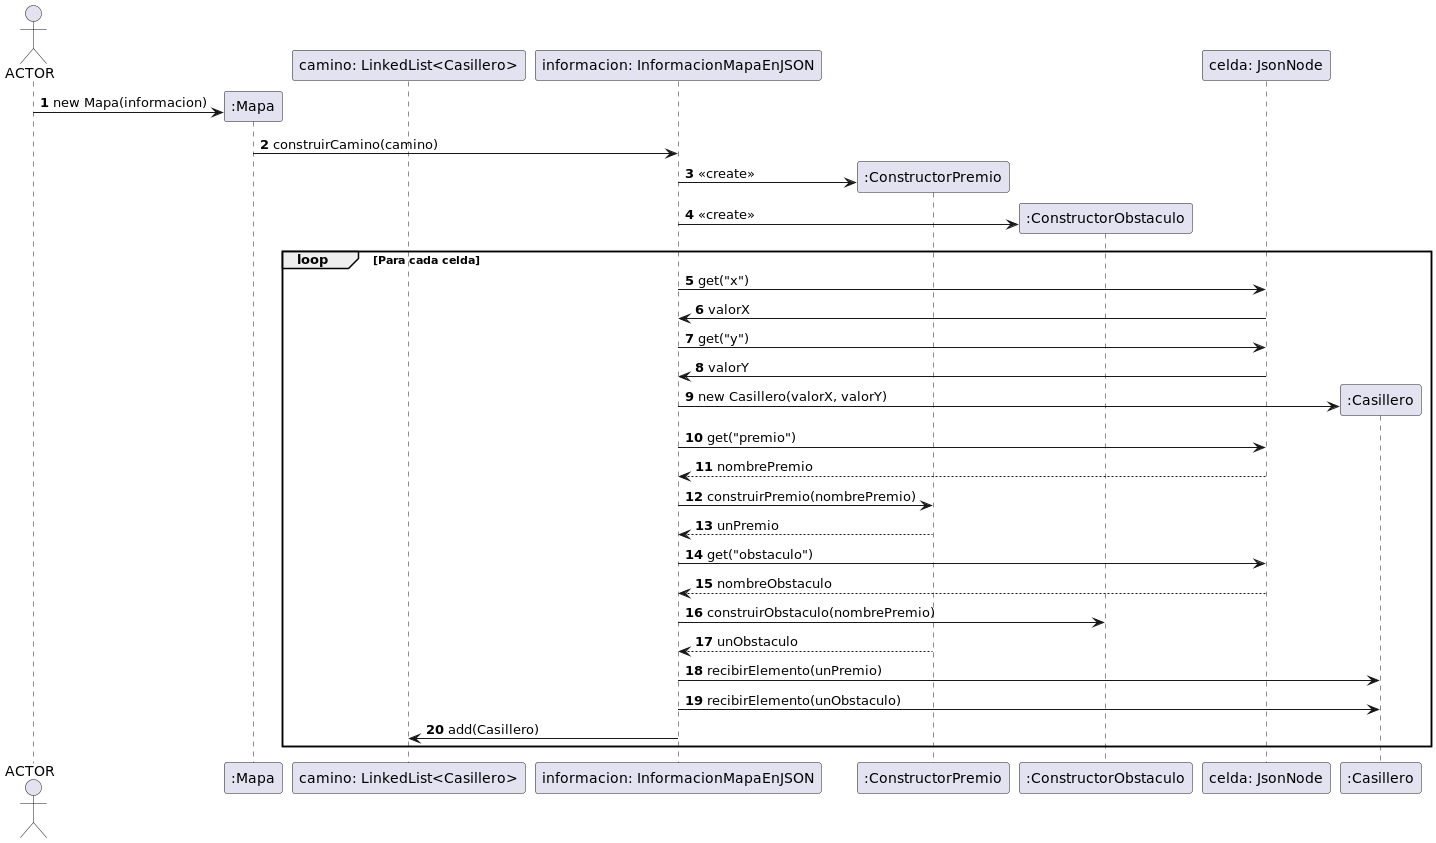 ACTOR
camino: LinkedList<Casillero>
informacion: InformacionMapaEnJSON
celda: JsonNode
1 new Mapa(informacion)
:Mapa
2 construirCamino(camino)
3 «create»
:ConstructorPremio
4 «create»
:ConstructorObstaculo
loop [Para cada celda]
5 get("x")
6 valorX
7 get("y")
8 valorY
9 new Casillero(valorX, valorY)
:Casillero
10 get("premio")
11 nombrePremio
12 construirPremio(nombrePremio)
13 unPremio
14 get("obstaculo")
15 nombreObstaculo
16 construirObstaculo(nombrePremio)
17 unObstaculo
18 recibirElemento(unPremio)
19 recibirElemento(unObstaculo)
20 add(Casillero)
ACTOR
:Mapa
camino: LinkedList<Casillero>
informacion: InformacionMapaEnJSON
:ConstructorPremio
:ConstructorObstaculo
celda: JsonNode
:Casillero